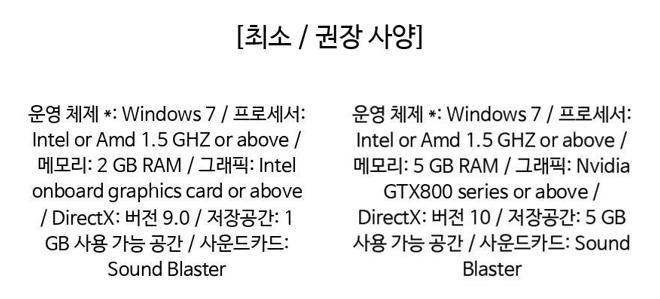 [최소 / 권장 사양]
운영 체제 *: Windows 7 / 프로세서:
Intel or Amd 1.5 GHZ or above /
메모리: 2 GB RAM / 그래픽: Intel
onboard graphics card or above
/ DirectX: 버전 9.0 / 저장공간: 1
GB 사용 가능 공간 / 사운드카드:
Sound Blaster
운영 체제 *: Windows 7 / 프로세서:
Intel or Amd 1.5 GHZ or above /
메모리: 5 GB RAM / 그래픽: Nvidia
GTX800 series or above /
DirectX: 버전 10 / 저장공간: 5 GB
사용 가능 공간 / 사운드카드: Sound
Blaster